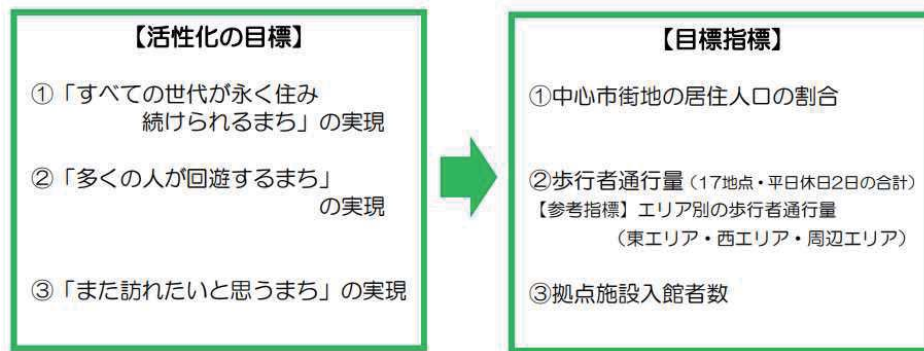 【活性化の目標】
①「すべての世代が永く住み
続けられるまち」の実現
②「多くの人が回遊するまち」
の実現
③「また訪れたいと思うまち」の実現
【目標指標】
①中心市街地の居住人口の割合
②歩行者通行量（17地点・平日休日2日の合計）
【参考指標】エリア別の歩行者通行量
（東エリア・西エリア・周辺エリア）
③拠点施設入館者数